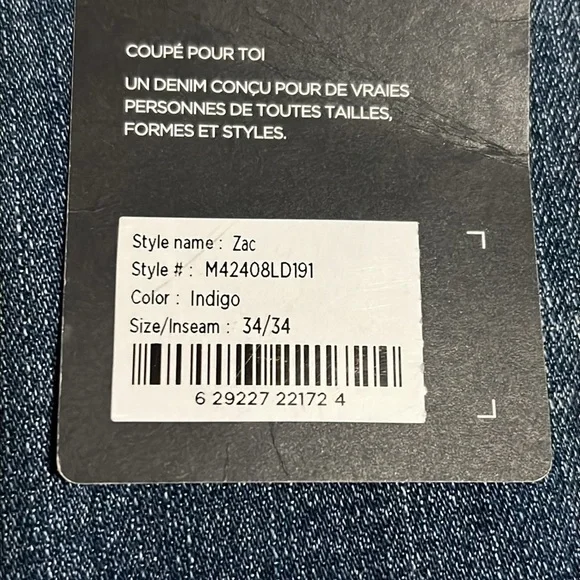 COUPÉ POUR TOI
UN DENIM CONÇU POUR DE VRAIES
PERSONNES DE TOUTES TAILLES,
FORMES ET STYLES.
Style name : Zac
Style # : M42408LD191
Color : Indigo
Size/Inseam : 34/34
6 29227 22172 4